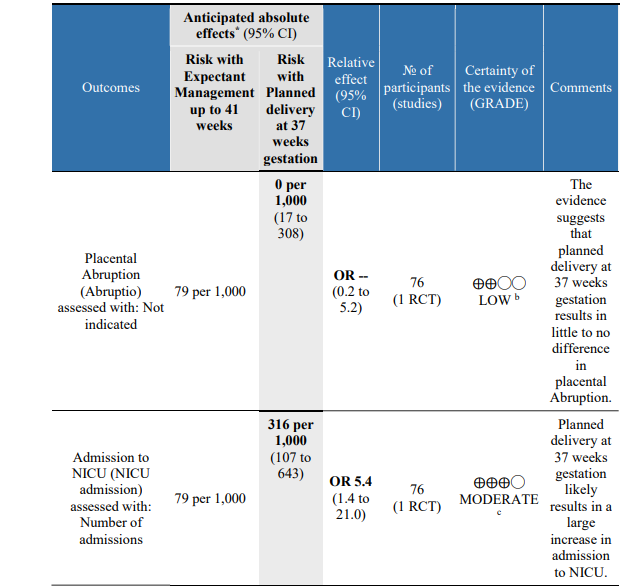 Outcomes
Anticipated absolute
effects* (95% CI)
Risk with
Expectant
Management
up to 41
weeks
Risk
with
Planned
delivery
at 37
weeks
gestation
Relative
effect
(95%
CI)
№ of
participants
(studies)
Certainty of
the evidence
(GRADE)
Comments
Placental
Abruption
(Abruptio)
assessed with: Not
indicated
79 per 1,000
0 per
1,000
(17 to
308)
OR --
(0.2 to
5.2)
76
(1 RCT)
⨁⨁◯◯
LOW b
The
evidence
suggests
that
planned
delivery at
37 weeks
gestation
results in
little to no
difference
in
placental
Abruption.
Admission to
NICU (NICU
admission)
assessed with:
Number of
admissions
79 per 1,000
316 per
1,000
(107 to
643)
OR 5.4
(1.4 to
21.0)
76
(1 RCT)
⨁⨁⨁◯
MODERATE
c
Planned
delivery at
37 weeks
gestation
likely
results in a
large
increase in
admission
to NICU.